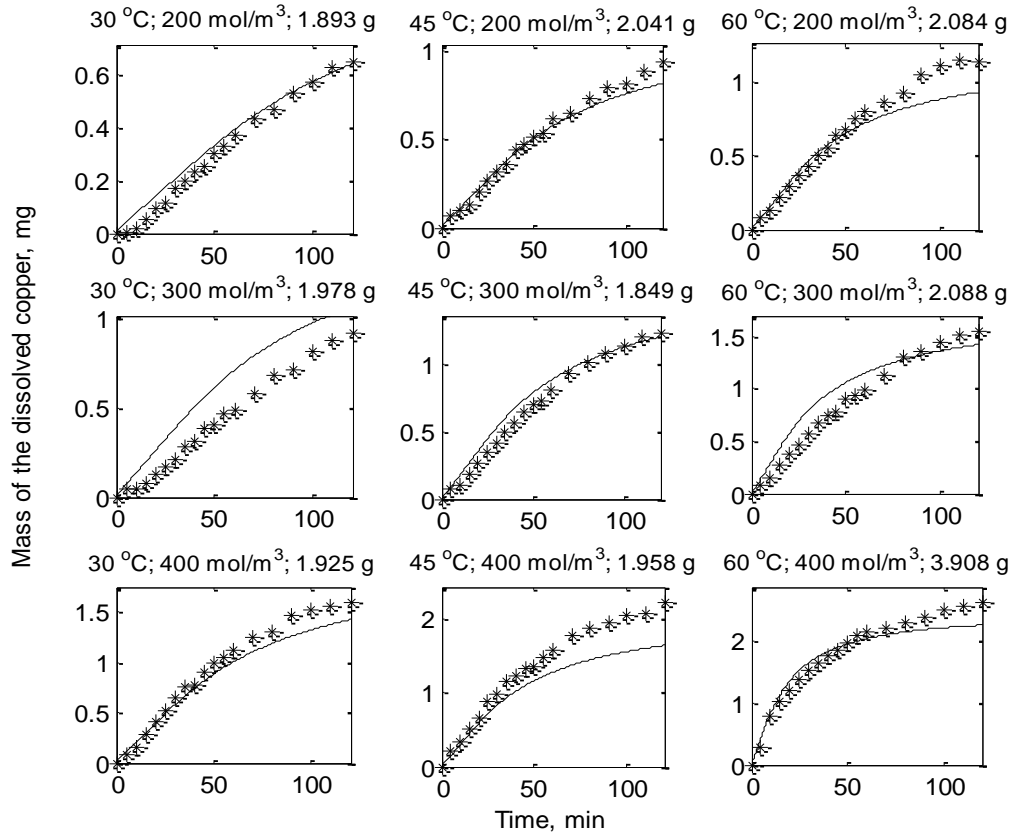 30 °C; 200 mol/m³; 1.893 g
45 °C; 200 mol/m³; 2.041 g
60 °C; 200 mol/m³; 2.084 g
0.6
0.4
0.2
0
0 50 100
1
0.5
0
0 50 100
1
0.5
0
0 50 100
30 °C; 300 mol/m³; 1.978 g
45 °C; 300 mol/m³; 1.849 g
60 °C; 300 mol/m³; 2.088 g
1
0.5
0
0 50 100
1
0.5
0
0 50 100
1.5
1
0.5
0
0 50 100
30 °C; 400 mol/m³; 1.925 g
45 °C; 400 mol/m³; 1.958 g
60 °C; 400 mol/m³; 3.908 g
1.5
1
0.5
0
0 50 100
2
1
0
0 50 100
2
1
0
0 50 100
Mass of the dissolved copper, mg
Time, min